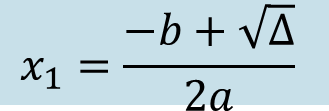 x₁ = (-b + √Δ) / 2a